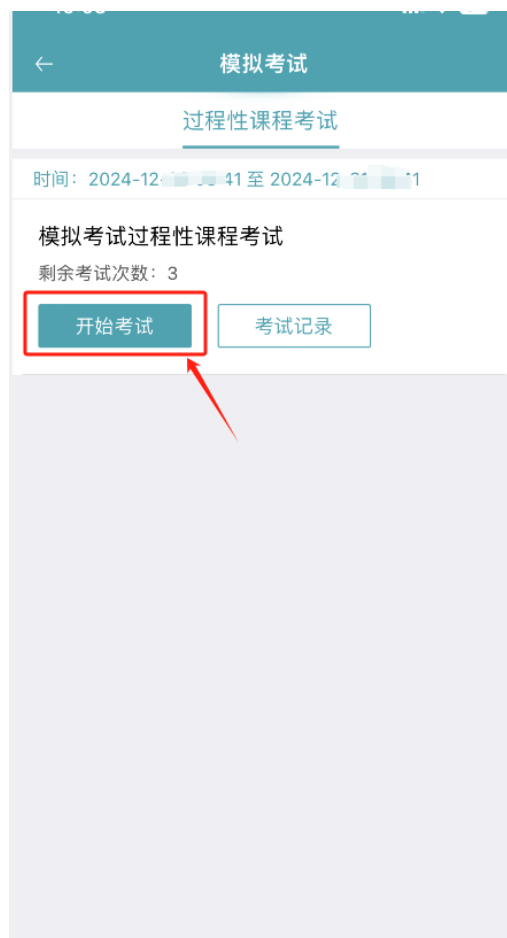 模拟考试
过程性课程考试
时间：2024-12- 41 至 2024-12 1
模拟考试过程性课程考试
剩余考试次数：3
开始考试
考试记录